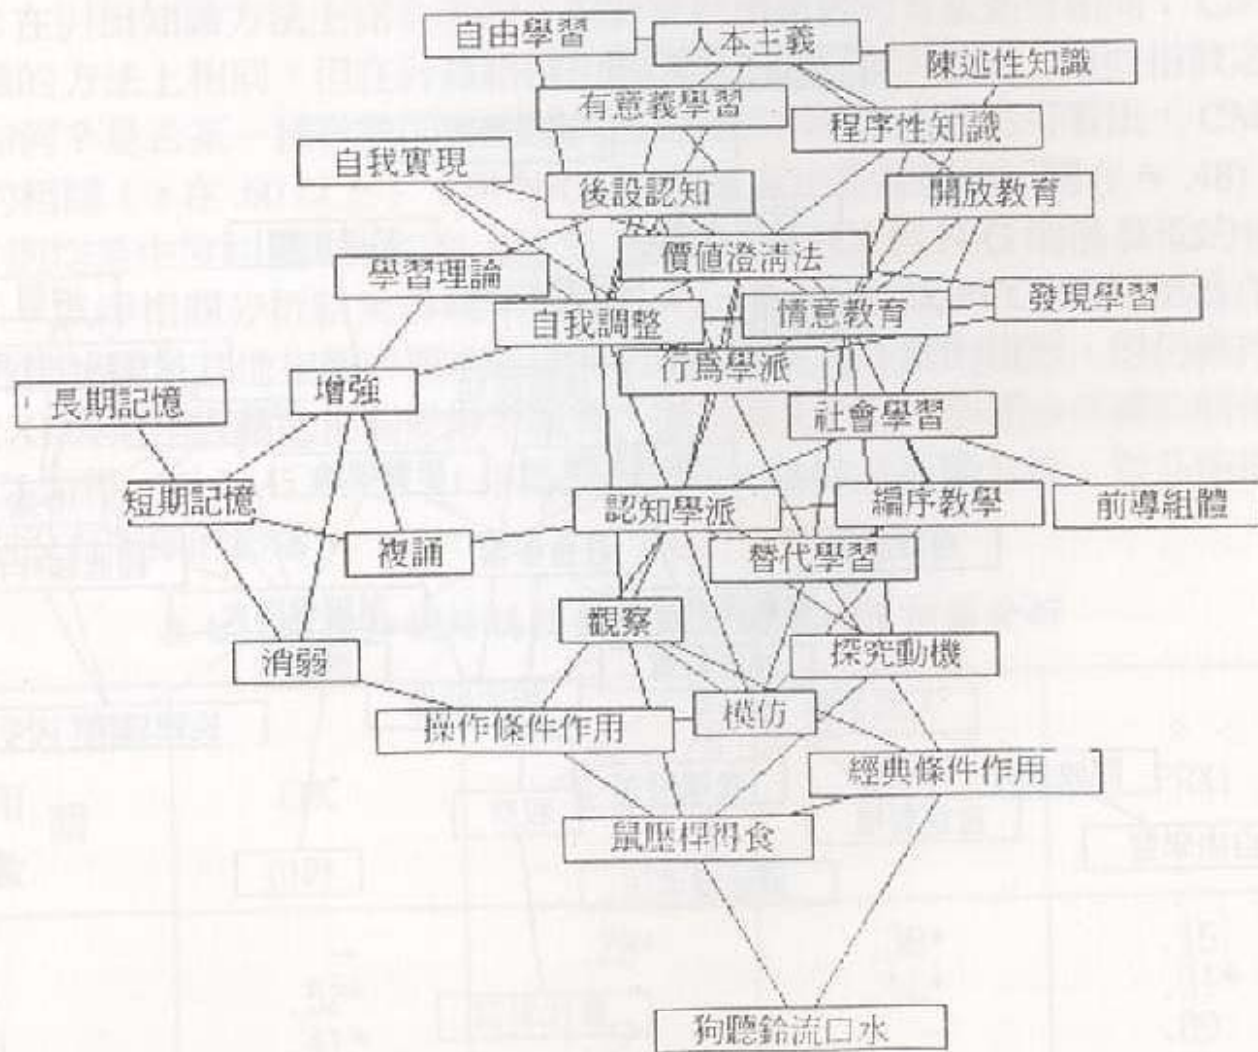 自由學習
人本主義
陳述性知識
有意義學習
程序性知識
自我實現
後設認知
開放教育
價值澄清法
學習理論
發現學習
自我調整
情意教育
行為學派
增強
長期記憶
社會學習
短期記憶
認知學派
編序教學
前導組體
複誦
替代學習
觀察
消弱
探究動機
模仿
操作條件作用
經典條件作用
鼠壓桿得食
狗聽鈴流口水